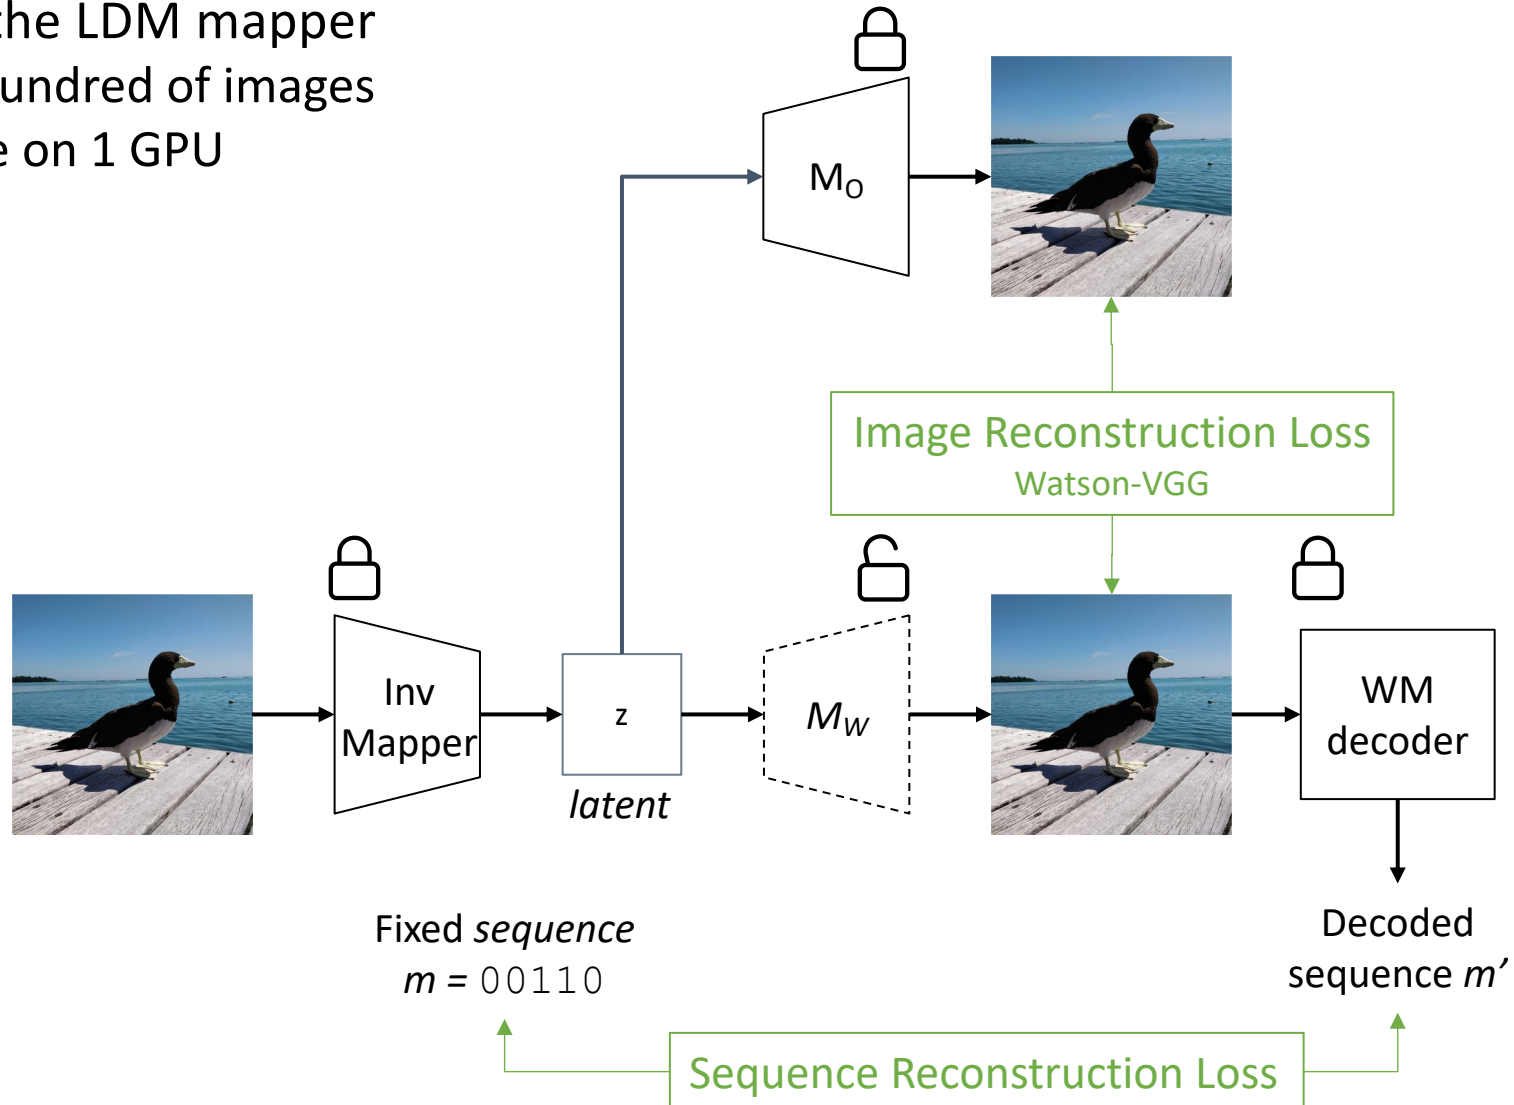 the LDM mapper
undred of images
e on 1 GPU
Mo
Image Reconstruction Loss
Watson-VGG
Inv
Mapper
z
latent
Mw
WM
decoder
Fixed sequence
m = 00110
Decoded
sequence m’
Sequence Reconstruction Loss